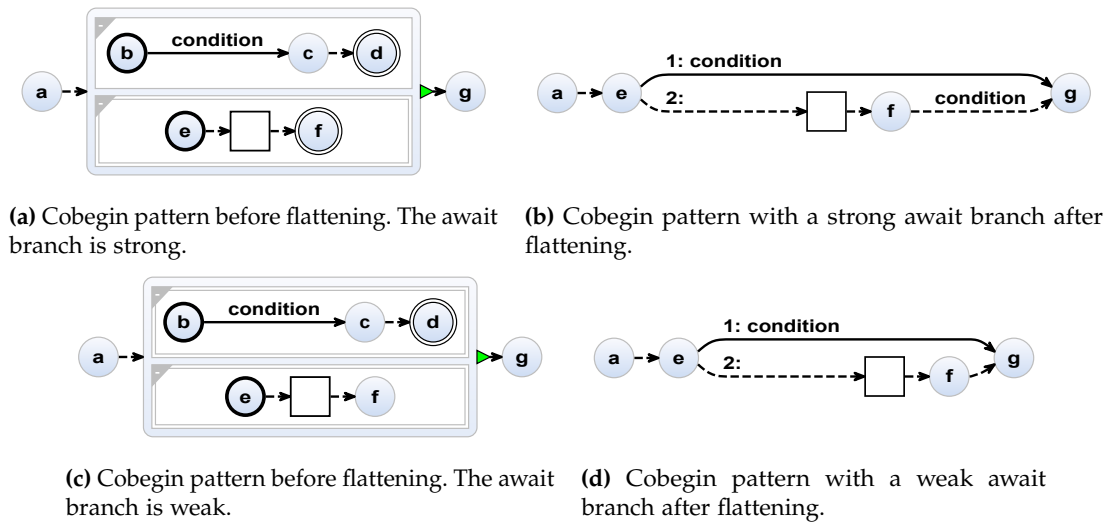 condition
b
c
d
a
g
e
f
1: condition
a
e
2:
f
condition
g
(a) Cobegin pattern before flattening. The await
branch is strong.
(b) Cobegin pattern with a strong await branch after
flattening.
condition
b
c
d
a
g
e
f
1: condition
a
e
2:
f
g
(c) Cobegin pattern before flattening. The await
branch is weak.
(d) Cobegin pattern with a weak await
branch after flattening.